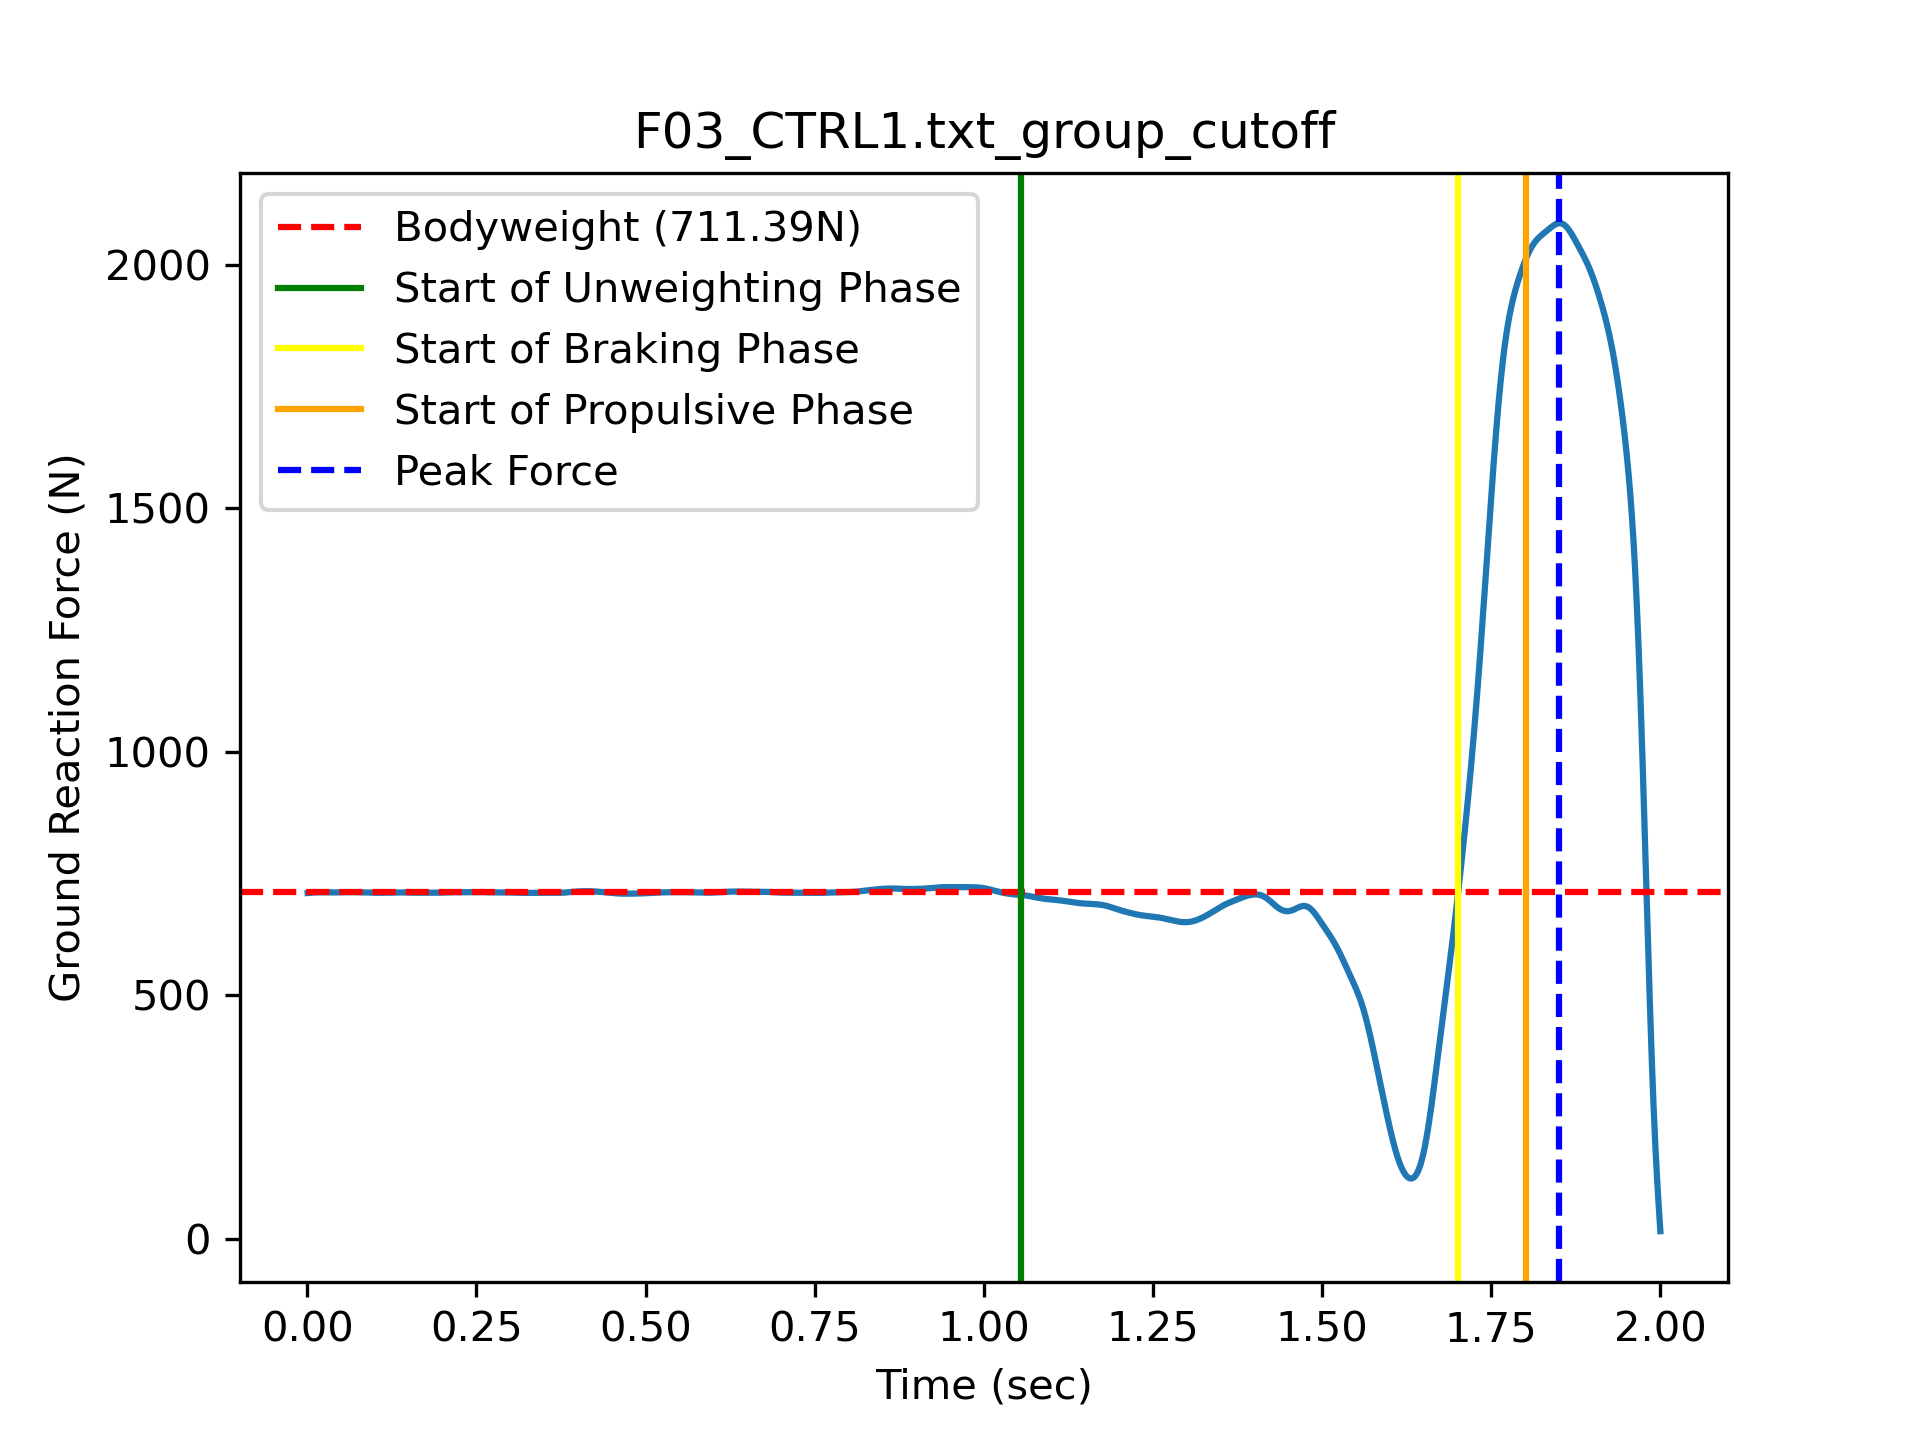 F03_CTRL1.txt_group_cutoff
Bodyweight (711.39N)
Start of Unweighting Phase
Start of Braking Phase
Start of Propulsive Phase
Peak Force
Ground Reaction Force (N)
2000
1500
1000
500
0
0.00 0.25 0.50 0.75 1.00 1.25 1.50 1.75 2.00
Time (sec)